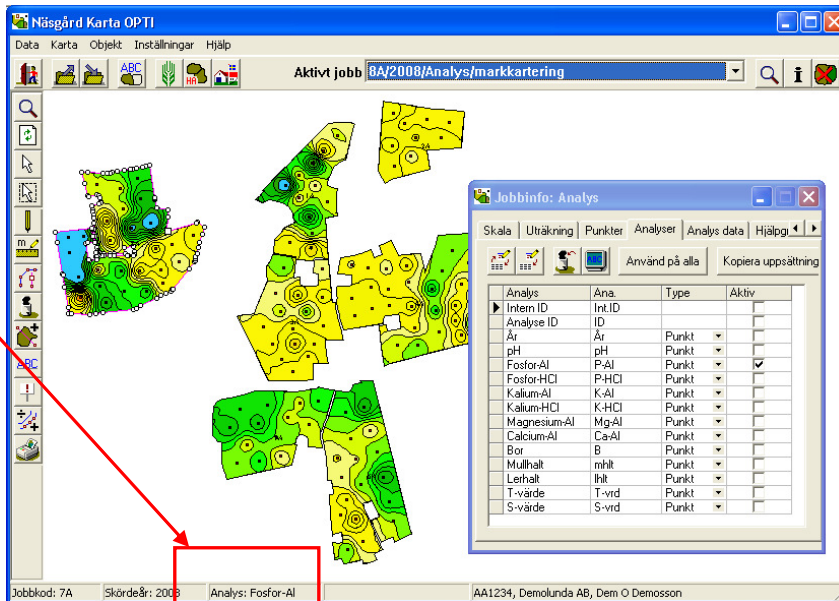 Näsgård Karta OPTI
Data Karta Objekt Inställningar Hjälp
ABC HA Aktivt jobb 8A/2008/Analys/markkartering i
m
ABC
Jobbinfo: Analys
Skala Uträkning Punkter Analyser Analys data Hjälpg
ABC Använd på alla Kopiera uppsättning
Analys Ana. Type Aktiv
Intern ID Int.ID
Analyse ID ID
År År Punkt
pH pH Punkt
Fosfor-Al P-Al Punkt
Fosfor-HCl P-HCl Punkt
Kalium-Al K-Al Punkt
Kalium-HCl K-HCl Punkt
Magnesium-Al Mg-Al Punkt
Calcium-Al Ca-Al Punkt
Bor B Punkt
Mullhalt mhlt Punkt
Lerhalt lhlt Punkt
T-värde T-vrd Punkt
S-värde S-vrd Punkt
Jobbkod: 7A Skördeår: 2008 Analys: Fosfor-Al AA1234, Demolunda AB, Dem O Demosson